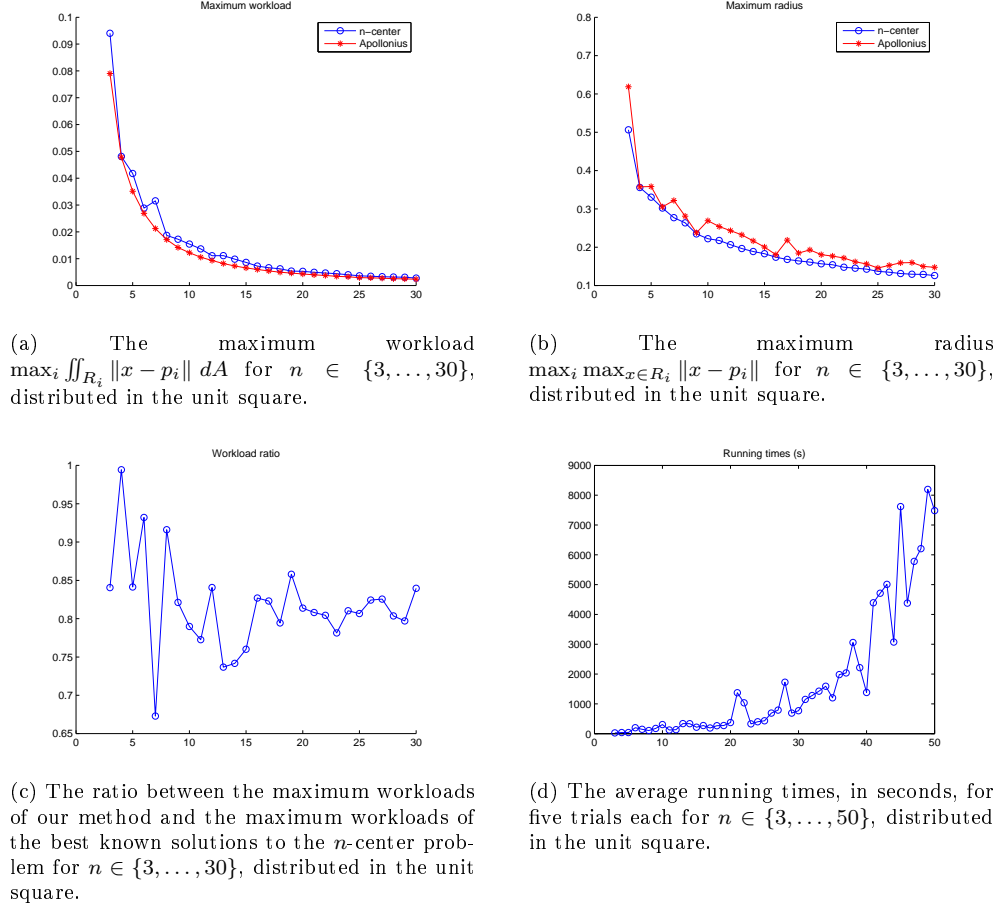 Maximum workload
0.1
0.09
0.08
0.07
0.06
0.05
0.04
0.03
0.02
0.01
0
0 5 10 15 20 25 30
n−center
Apollonius
Maximum radius
0.8
0.7
0.6
0.5
0.4
0.3
0.2
0.1
0 5 10 15 20 25 30
n−center
Apollonius
(a) The maximum workload
max_i ∬_{R_i} ‖x − p_i‖ dA for n ∈ {3, . . . , 30},
distributed in the unit square.
(b) The maximum radius
max_i max_{x∈R_i} ‖x − p_i‖ for n ∈ {3, . . . , 30},
distributed in the unit square.
Workload ratio
1
0.95
0.9
0.85
0.8
0.75
0.7
0.65
0 5 10 15 20 25 30
Running times (s)
9000
8000
7000
6000
5000
4000
3000
2000
1000
0
0 10 20 30 40 50
(c) The ratio between the maximum workloads
of our method and the maximum workloads of
the best known solutions to the n-center prob-
lem for n ∈ {3, . . . , 30}, distributed in the unit
square.
(d) The average running times, in seconds, for
five trials each for n ∈ {3, . . . , 50}, distributed
in the unit square.